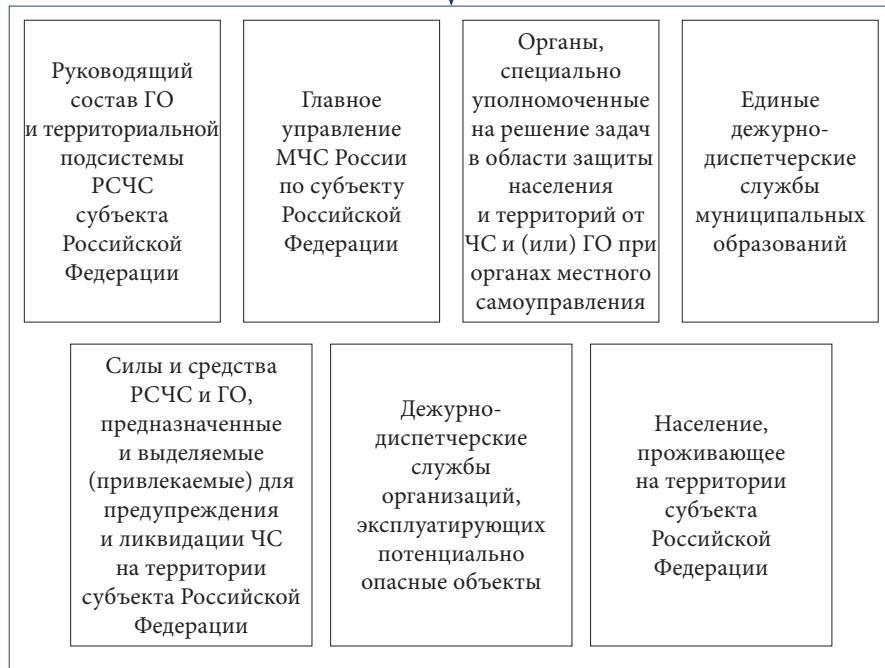 Руководящий
состав ГО
и территориальной
подсистемы
РСЧС
субъекта
Российской
Федерации
Главное
управление
МЧС России
по субъекту
Российской
Федерации
Органы,
специально
уполномоченные
на решение задач
в области защиты
населения
и территорий от
ЧС и (или) ГО при
органах местного
самоуправления
Единые
дежурно-
диспетчерские
службы
муниципальных
образований
Силы и средства
РСЧС и ГО,
предназначенные
и выделяемые
(привлекаемые) для
предупреждения
и ликвидации ЧС
на территории
субъекта Российской
Федерации
Дежурно-
диспетчерские
службы
организаций,
эксплуатирующих
потенциально
опасные объекты
Население,
проживающее
на территории
субъекта
Российской
Федерации